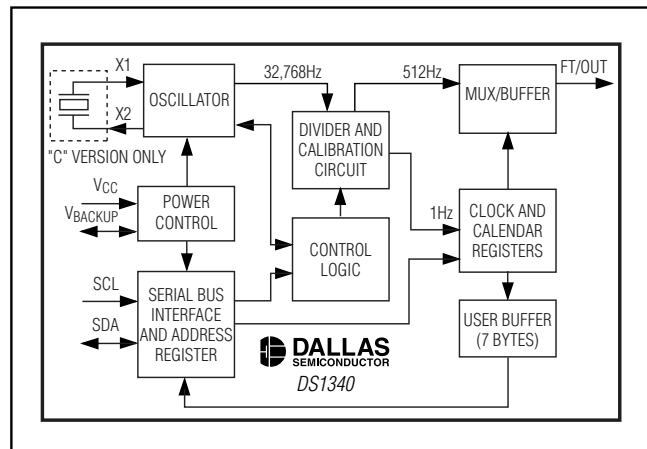 X1
X2
"C" VERSION ONLY
OSCILLATOR
32,768Hz
512Hz
MUX/BUFFER
FT/OUT
DIVIDER AND
CALIBRATION
CIRCUIT
VCC
VBACKUP
POWER
CONTROL
1Hz
CLOCK AND
CALENDAR
REGISTERS
CONTROL
LOGIC
SCL
SDA
SERIAL BUS
INTERFACE
AND ADDRESS
REGISTER
USER BUFFER
(7 BYTES)
DALLAS
SEMICONDUCTOR
DS1340